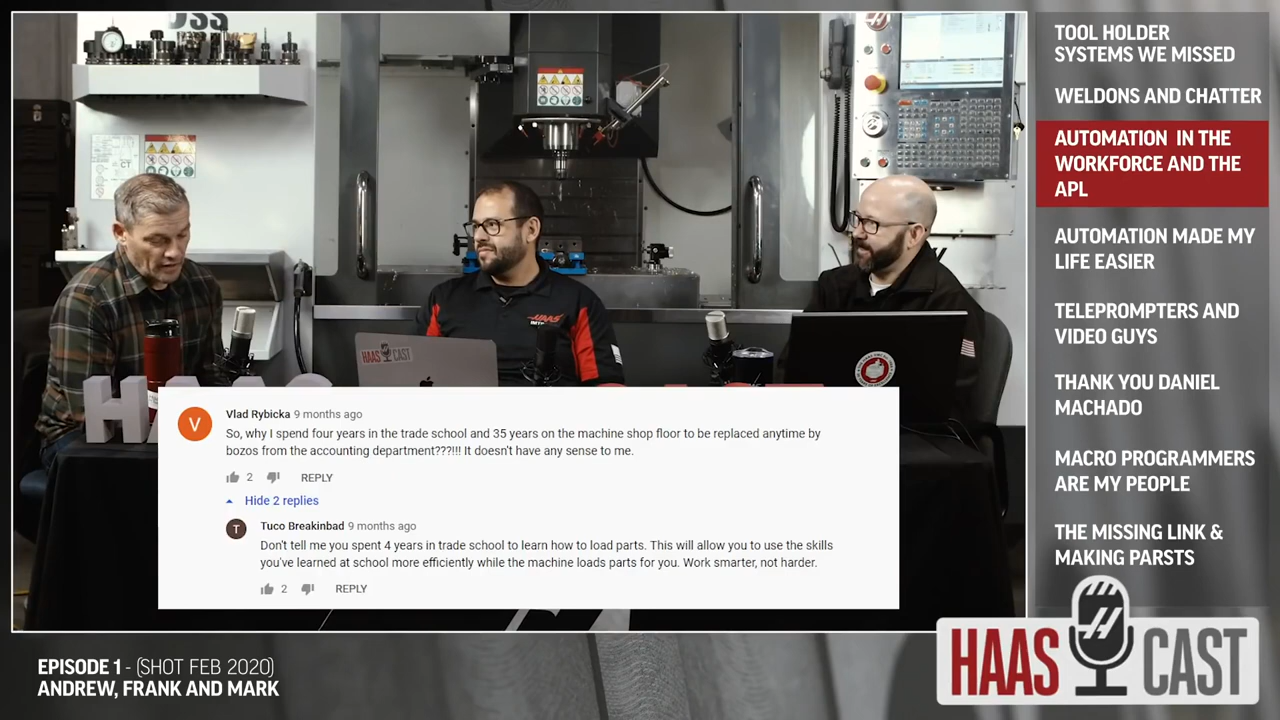 TOOL HOLDER
SYSTEMS WE MISSED
WELDONS AND CHATTER
AUTOMATION IN THE
WORKFORCE AND THE
APL
AUTOMATION MADE MY
LIFE EASIER
TELEPROMPTERS AND
VIDEO GUYS
THANK YOU DANIEL
MACHADO
MACRO PROGRAMMERS
ARE MY PEOPLE
THE MISSING LINK &
MAKING PARSTS
CT
HAAS
HAAS CAST
V
Vlad Rybicka 9 months ago
So, why I spend four years in the trade school and 35 years on the machine shop floor to be replaced anytime by
bozos from the accounting department???!!! It doesn't have any sense to me.
2 REPLY
Hide 2 replies
T
Tuco Breakinbad 9 months ago
Don't tell me you spent 4 years in trade school to learn how to load parts. This will allow you to use the skills
you've learned at school more efficiently while the machine loads parts for you. Work smarter, not harder.
2 REPLY
EPISODE 1 - (SHOT FEB 2020)
ANDREW, FRANK AND MARK
HAAS CAST